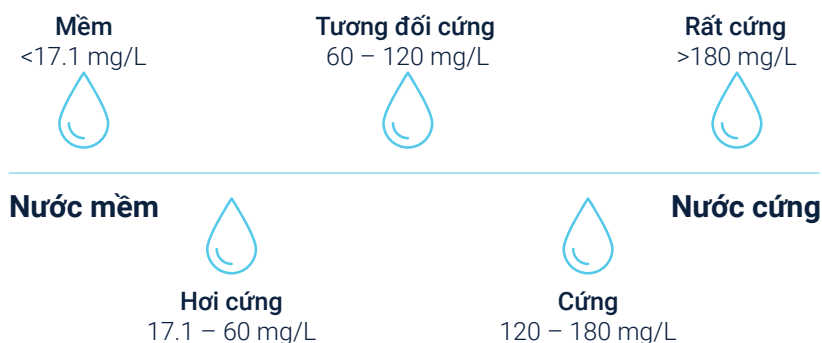 Mềm
<17.1 mg/L
Tương đối cứng
60 – 120 mg/L
Rất cứng
>180 mg/L
Nước mềm
Nước cứng
Hơi cứng
17.1 – 60 mg/L
Cứng
120 – 180 mg/L